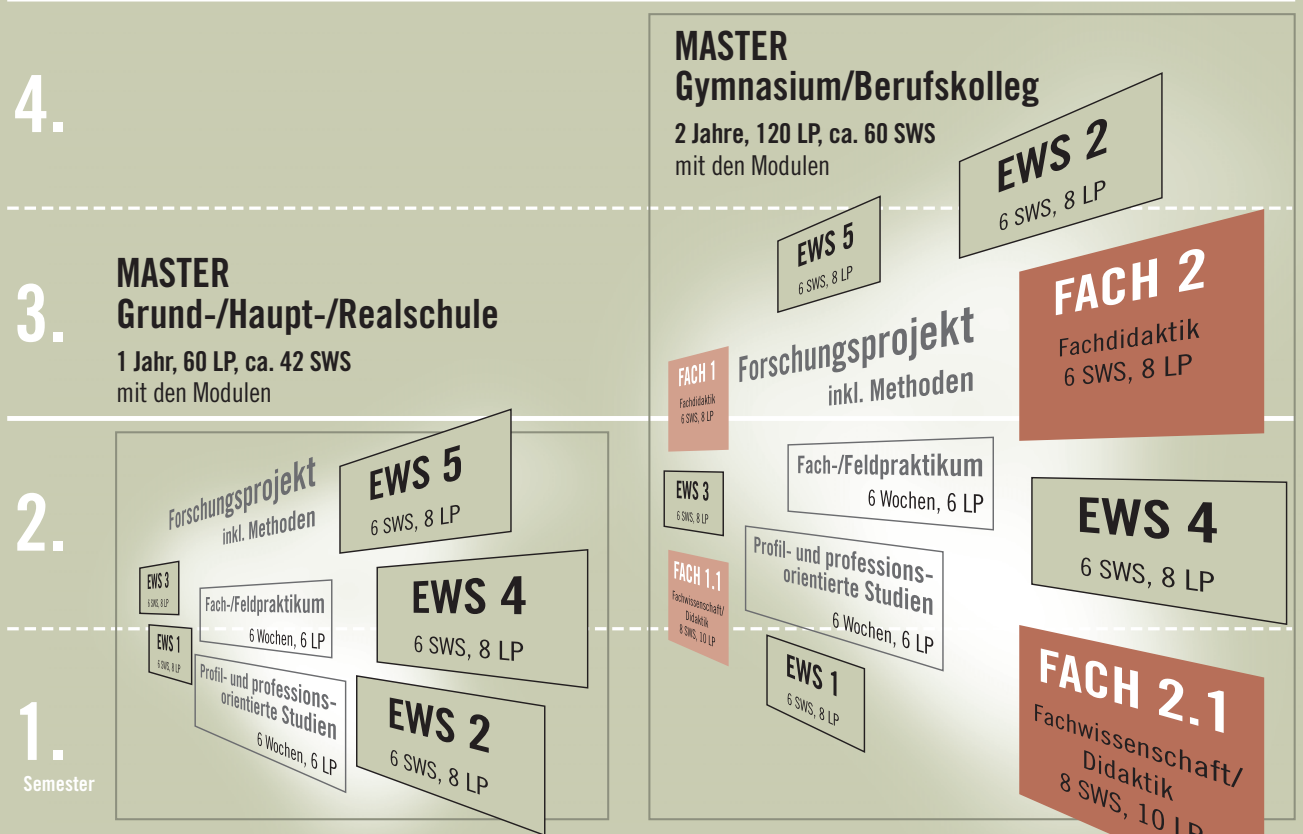 4.
3.
2.
1.
Semester
MASTER
Grund-/Haupt-/Realschule
1 Jahr, 60 LP, ca. 42 SWS
mit den Modulen
Forschungsprojekt
inkl. Methoden
EWS 5
6 SWS, 8 LP
EWS 3
6 SWS, 8 LP
Fach-/Feldpraktikum
6 Wochen, 6 LP
EWS 4
6 SWS, 8 LP
EWS 1
6 SWS, 8 LP
Profil- und professions-
orientierte Studien
6 Wochen, 6 LP
EWS 2
6 SWS, 8 LP
MASTER
Gymnasium/Berufskolleg
2 Jahre, 120 LP, ca. 60 SWS
mit den Modulen
EWS 2
6 SWS, 8 LP
EWS 5
6 SWS, 8 LP
FACH 2
Fachdidaktik
6 SWS, 8 LP
Forschungsprojekt
inkl. Methoden
FACH 1
Fachdidaktik
6 SWS, 8 LP
Fach-/Feldpraktikum
6 Wochen, 6 LP
EWS 3
6 SWS, 8 LP
EWS 4
6 SWS, 8 LP
Profil- und professions-
orientierte Studien
6 Wochen, 6 LP
FACH 1.1
Fachwissenschaft/
Didaktik
8 SWS, 10 LP
EWS 1
6 SWS, 8 LP
FACH 2.1
Fachwissenschaft/
Didaktik
8 SWS, 10 LP